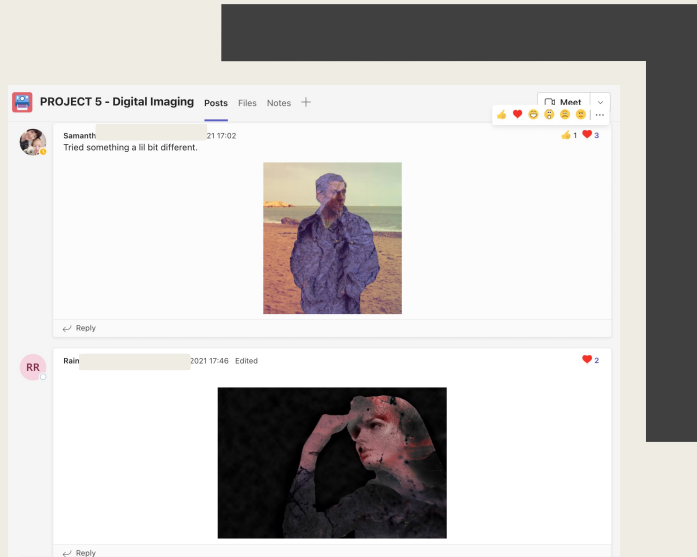 PROJECT 5 - Digital Imaging Posts Files Notes
Meet
Samanth 21 17:02
1 3
Tried something a lil bit different.
Reply
RR
Rain 2021 17:46 Edited
2
Reply